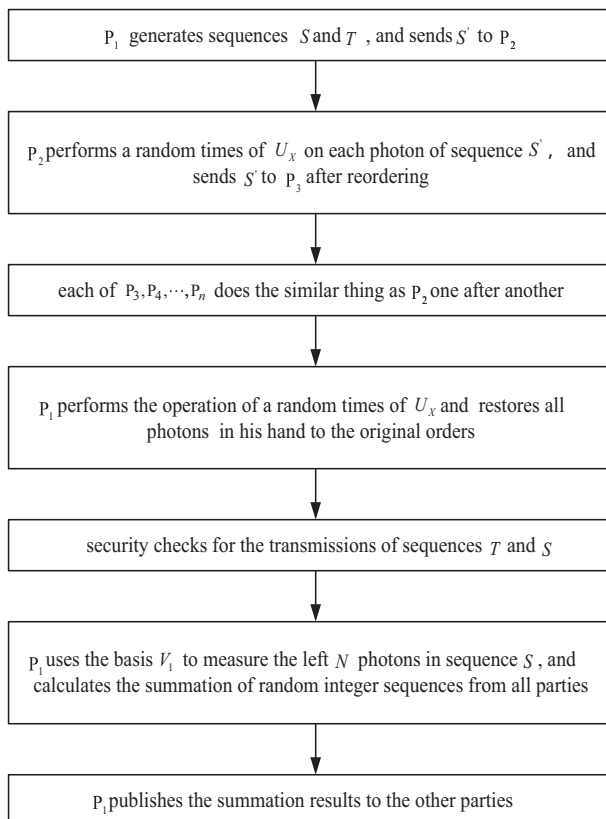 P₁ generates sequences S and T , and sends S' to P₂
P₂ performs a random times of U_X on each photon of sequence S' , and
sends S' to P₃ after reordering
each of P₃,P₄,⋯,Pₙ does the similar thing as P₂ one after another
P₁ performs the operation of a random times of U_X and restores all
photons in his hand to the original orders
security checks for the transmissions of sequences T and S
P₁ uses the basis V₁ to measure the left N photons in sequence S , and
calculates the summation of random integer sequences from all parties
P₁ publishes the summation results to the other parties